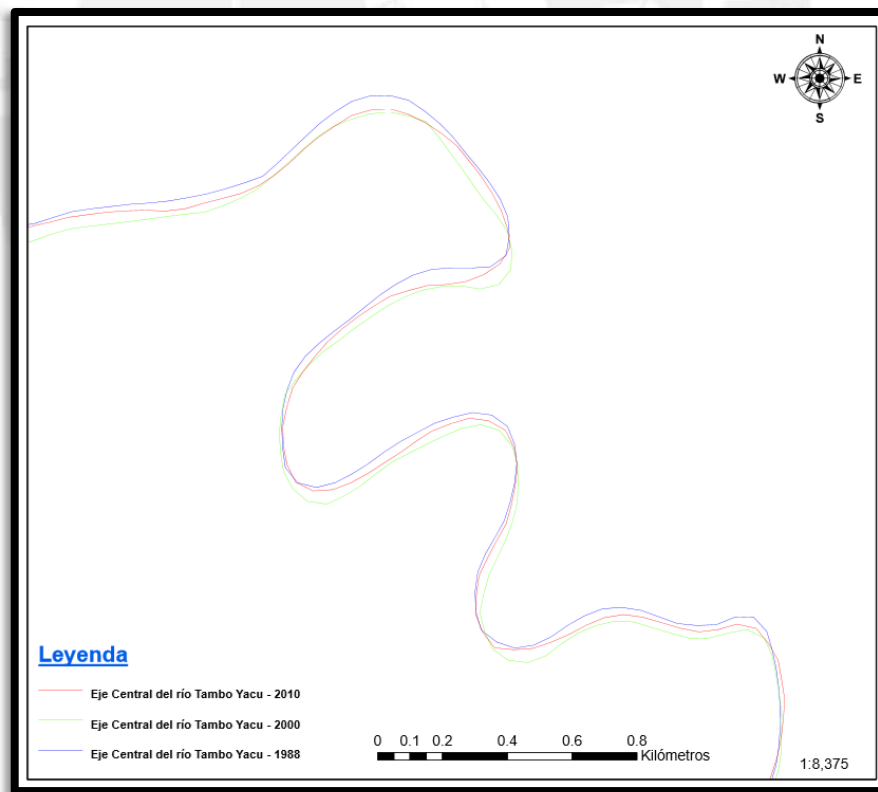 N
W E
S
Leyenda
Eje Central del río Tambo Yacu - 2010
Eje Central del río Tambo Yacu - 2000
Eje Central del río Tambo Yacu - 1988
0 0.1 0.2 0.4 0.6 0.8
Kilómetros
1:8,375